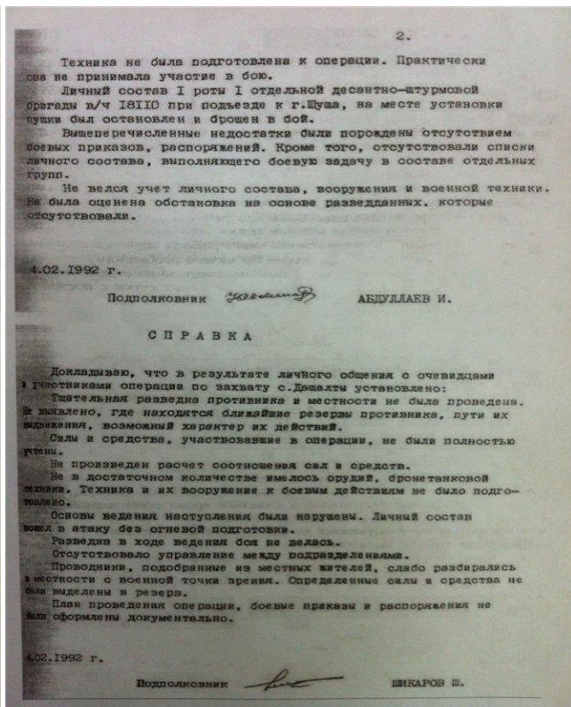 2.
Техника не была подготовлена к операции. Практически
она не принимала участие в бою.
Личный состав I роты I отдельной десантно-штурмовой
бригады в/ч I8II0 при подъезде к г.Шуша, на месте установки
пушки был остановлен и брошен в бой.
Вышеперечисленные недостатки были порождены отсутствием
боевых приказов, распоряжений. Кроме того, отсутствовали списки
личного состава, выполняющего боевую задачу в составе отдельных
групп.
Не велся учет личного состава, вооружения и военной техники.
Не была оценена обстановка на основе разведданных, которые
отсутствовали.
4.02.I992 г.
Подполковник АБДУЛЛАЕВ И.
СПРАВКА
Докладываю, что в результате личного общения с очевидцами
и участниками операции по захвату с.Дашалты установлено:
Тщательная разведка противника и местности не была проведена.
Не выявлено, где находятся ближайшие резервы противника, пути их
выдвижения, возможный характер их действий.
Силы и средства, участвовавшие в операции, не были полностью
учтены.
Не произведен расчет соотношения сил и средств.
Не в достаточном количестве имелось орудий, бронетанковой
техники. Техника и их вооружение к боевым действиям не было подго-
товлено.
Основы ведения наступления были нарушены. Личный состав
пошел в атаку без огневой подготовки.
Разведка в ходе ведения боя не велась.
Отсутствовало управление между подразделениями.
Проводники, подобранные из местных жителей, слабо разбирались
в местности с военной точки зрения. Определенные силы и средства не
были выделены в резерв.
План проведения операции, боевые приказы и распоряжения не
были оформлены документально.
4.02.I992 г.
Подполковник ШИКАРОВ Ш.